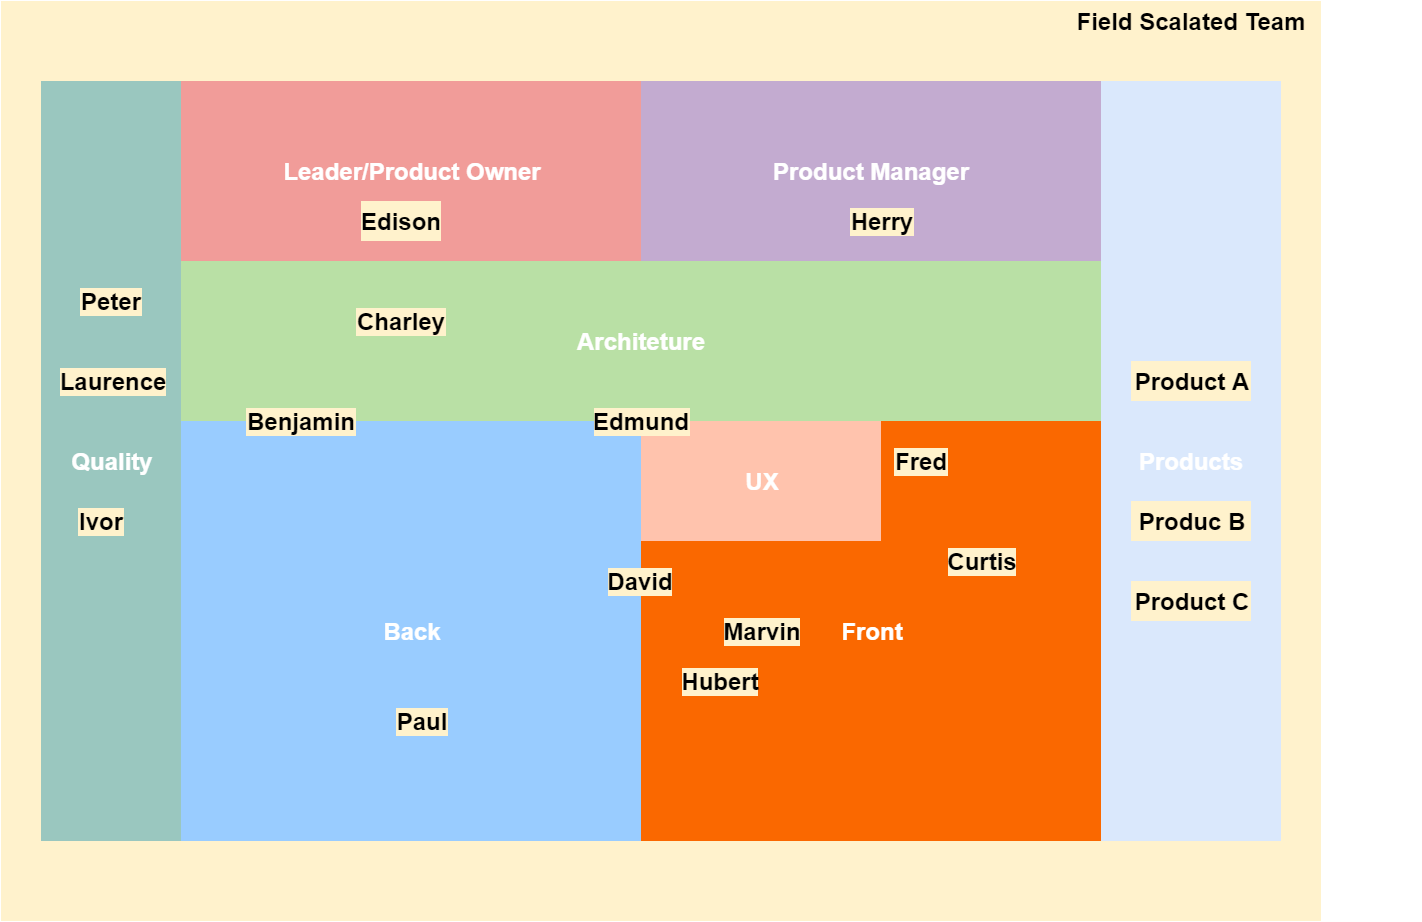 Field Scalated Team
Leader/Product Owner
Product Manager
Edison
Herry
Peter
Charley
Architeture
Laurence
Product A
Benjamin
Edmund
Quality
Fred
Products
UX
Ivor
Produc B
Curtis
David
Product C
Back
Marvin
Front
Hubert
Paul